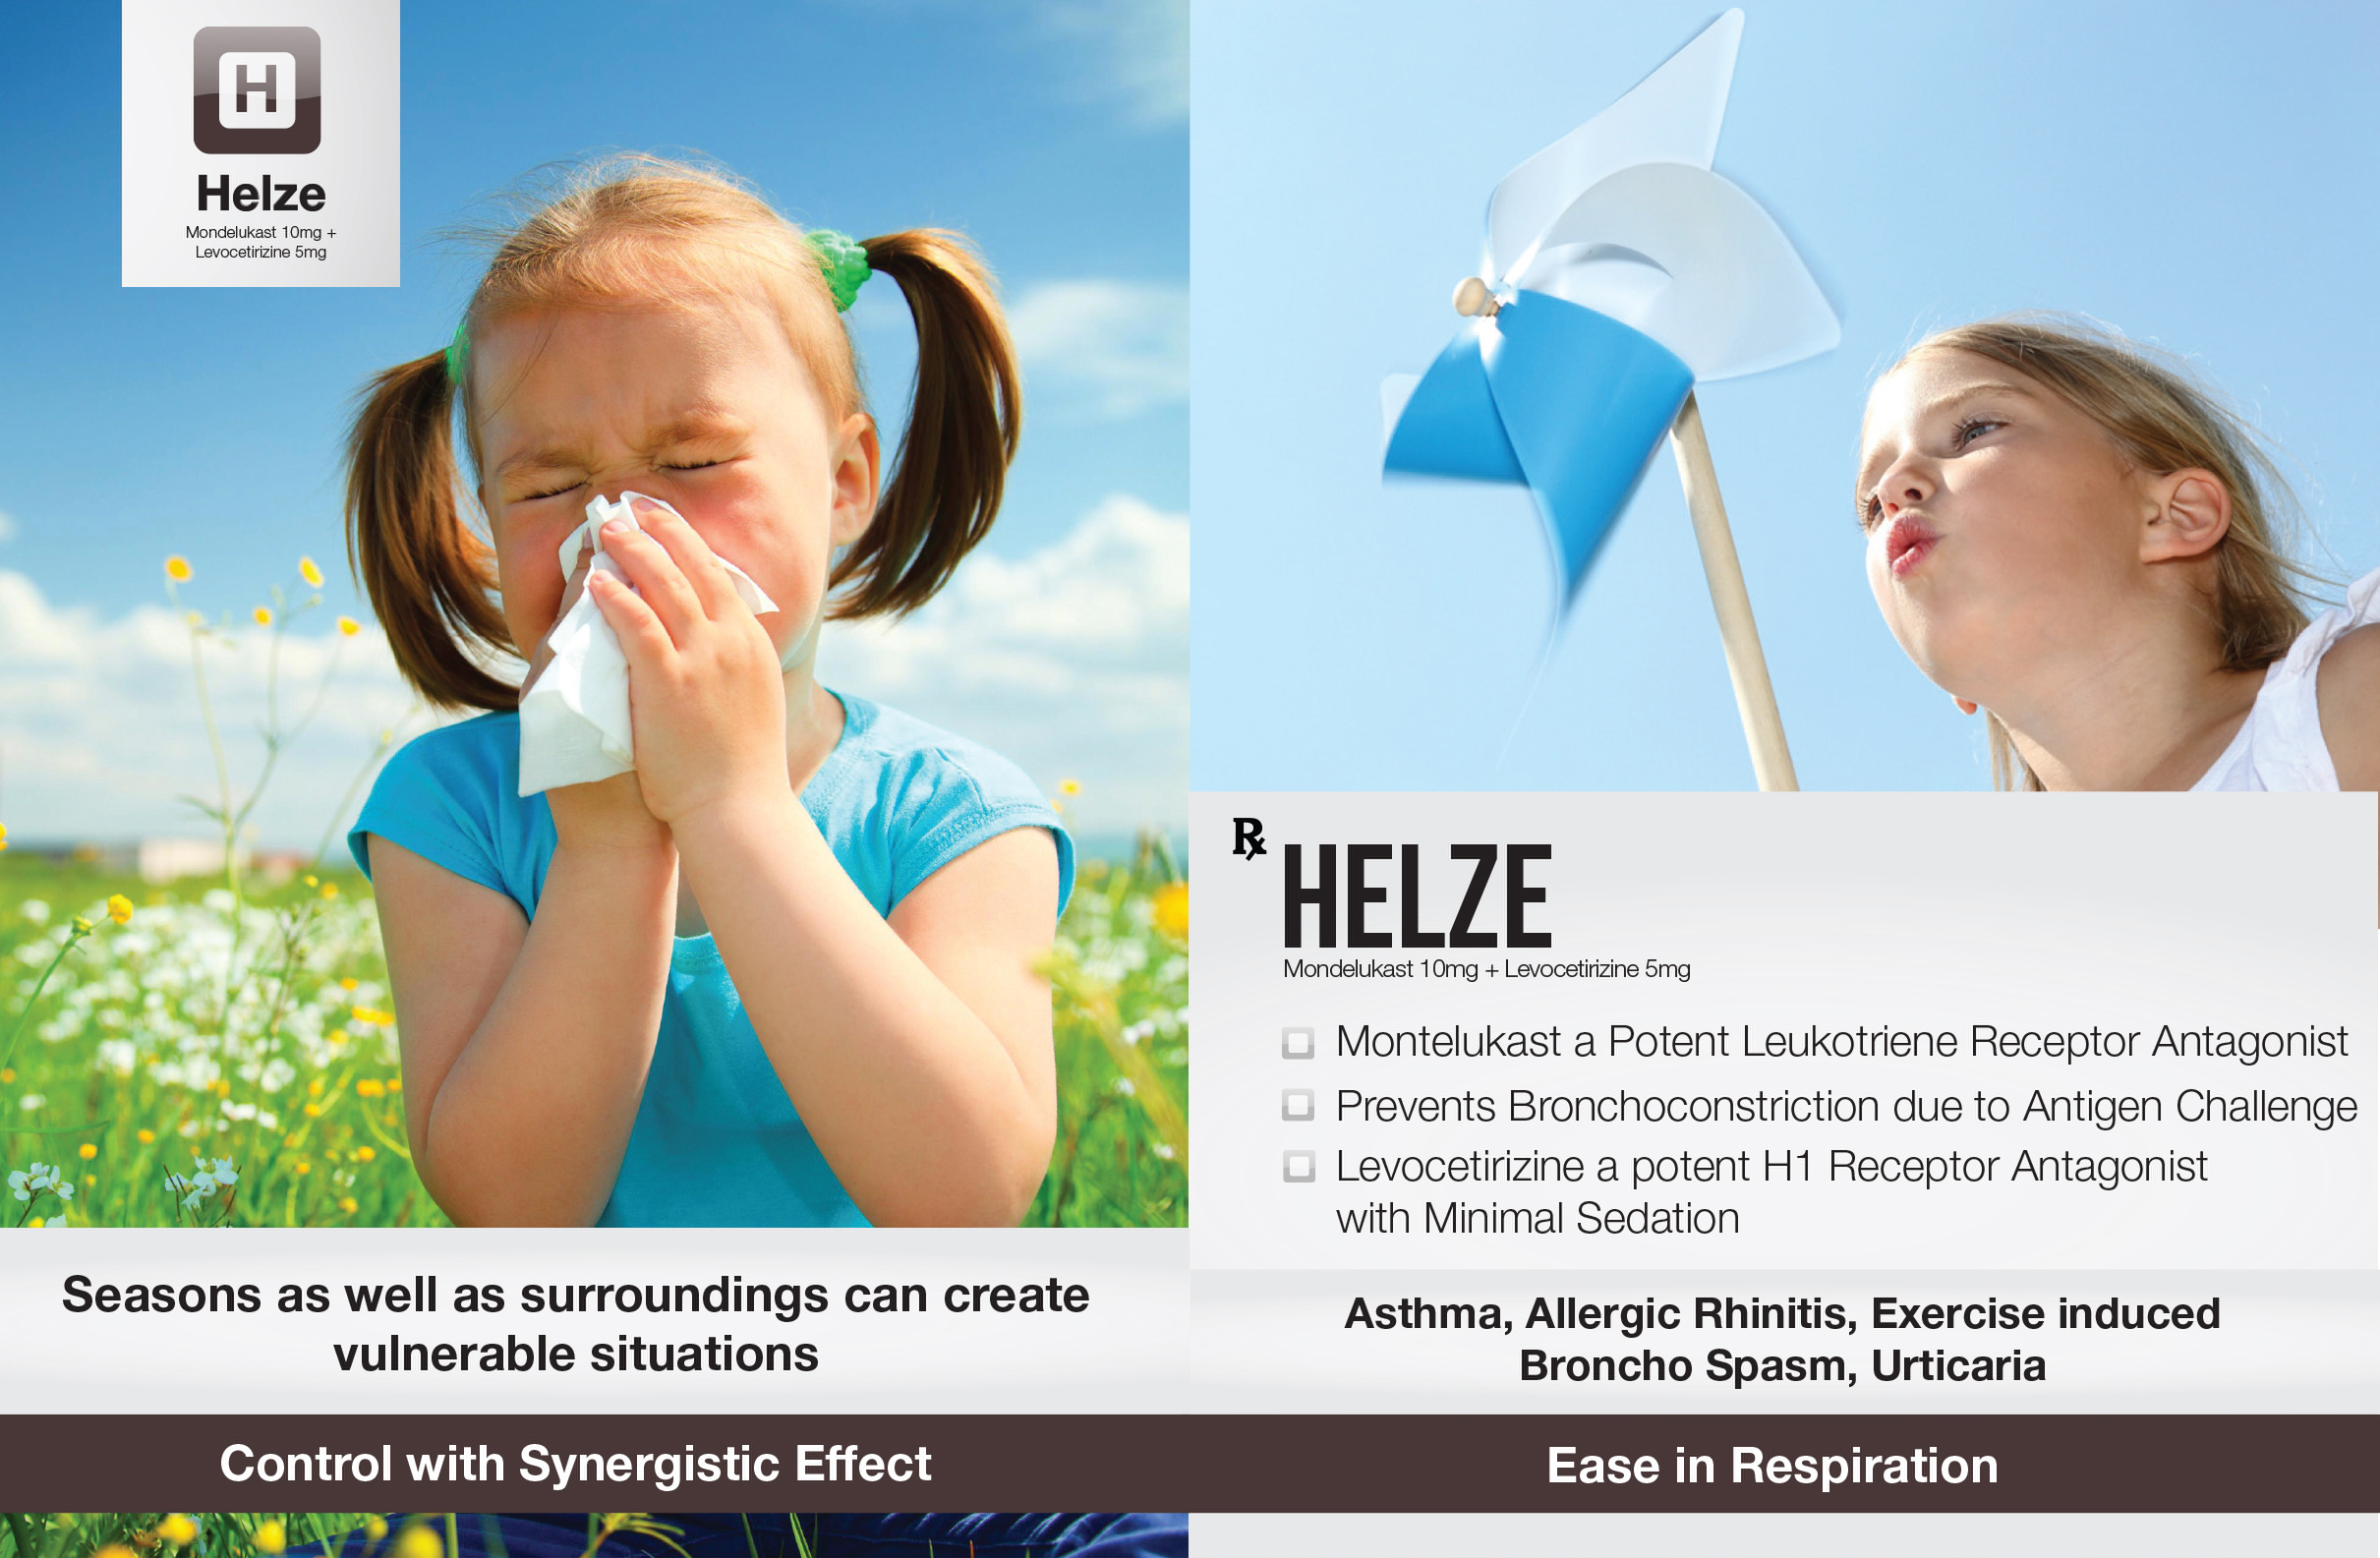 H
Helze
Mondelukast 10mg +
Levocetirizine 5mg
Seasons as well as surroundings can create
vulnerable situations
Control with Synergistic Effect
℞
HELZE
Mondelukast 10mg + Levocetirizine 5mg
Montelukast a Potent Leukotriene Receptor Antagonist
Prevents Bronchoconstriction due to Antigen Challenge
Levocetirizine a potent H1 Receptor Antagonist
with Minimal Sedation
Asthma, Allergic Rhinitis, Exercise induced
Broncho Spasm, Urticaria
Ease in Respiration